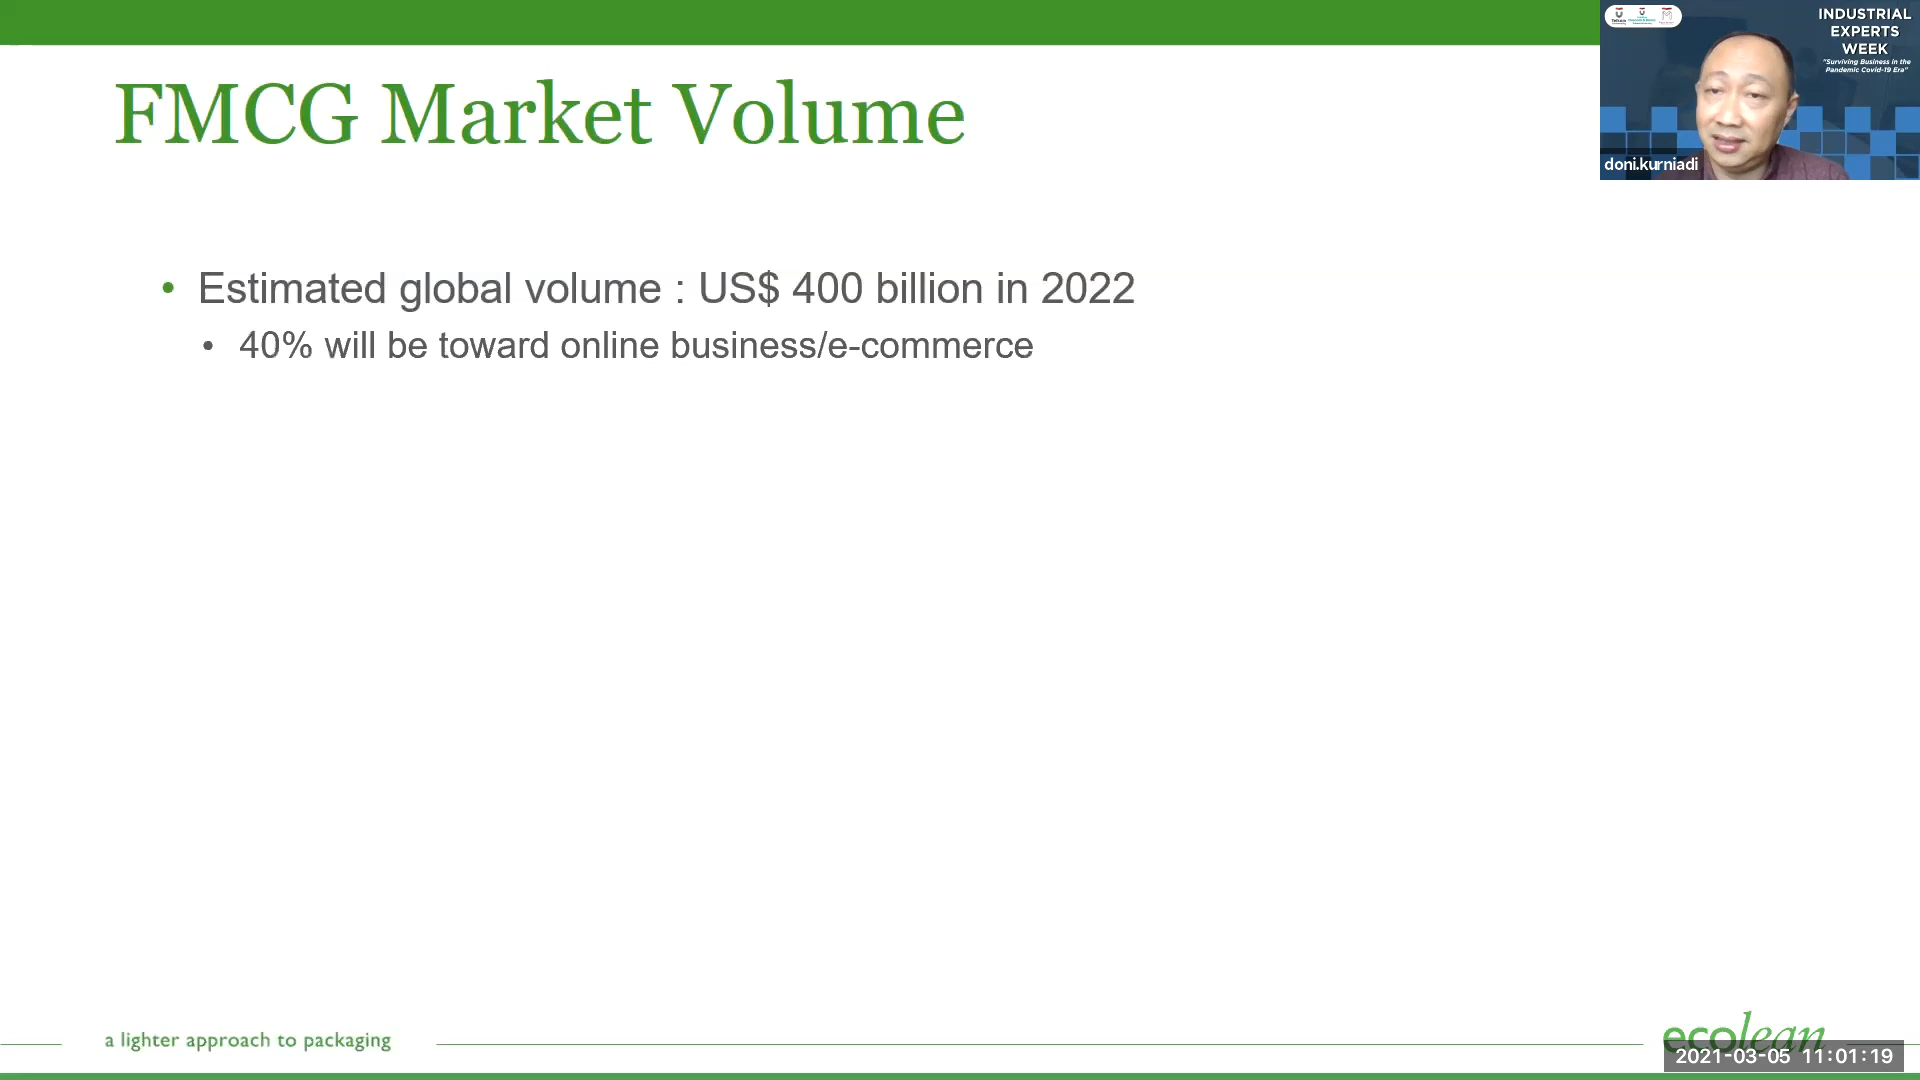 FMCG Market Volume
INDUSTRIAL
EXPERTS
WEEK
"Surviving Business in the
Pandemic Covid-19 Era"
doni.kurniadi
• Estimated global volume : US$ 400 billion in 2022
• 40% will be toward online business/e-commerce
a lighter approach to packaging
ecolean
2021-03-05 11:01:19